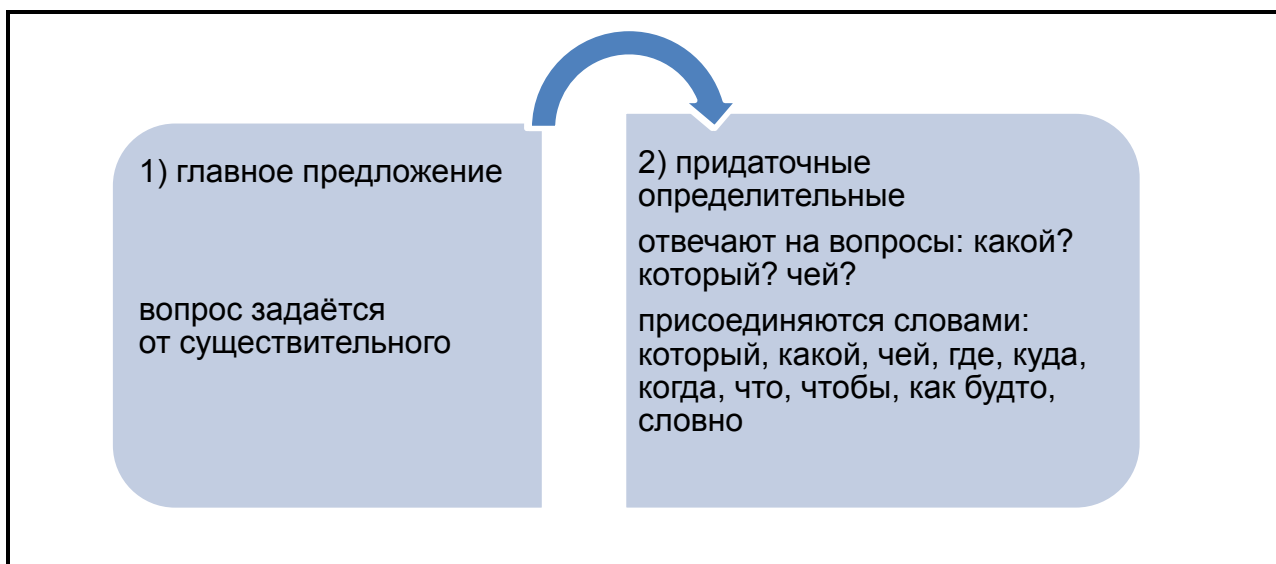 1) главное предложение
вопрос задаётся
от существительного
2) придаточные
определительные
отвечают на вопросы: какой?
который? чей?
присоединяются словами:
который, какой, чей, где, куда,
когда, что, чтобы, как будто,
словно